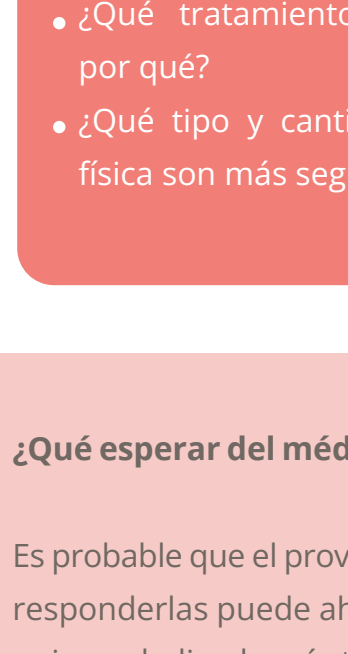 ¿Qué tratamiento
por qué?
¿Qué tipo y canti
física son más seg
¿Qué esperar del méd
Es probable que el prov
responderlas puede ah